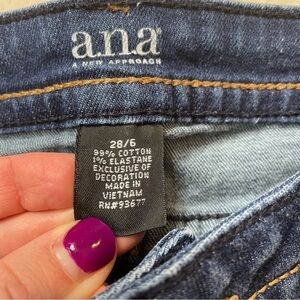 a.n.a
A NEW APPROACH
28/6
99% COTTON
1% ELASTANE
EXCLUSIVE OF
DECORATION
MADE IN
VIETNAM
RN#93677